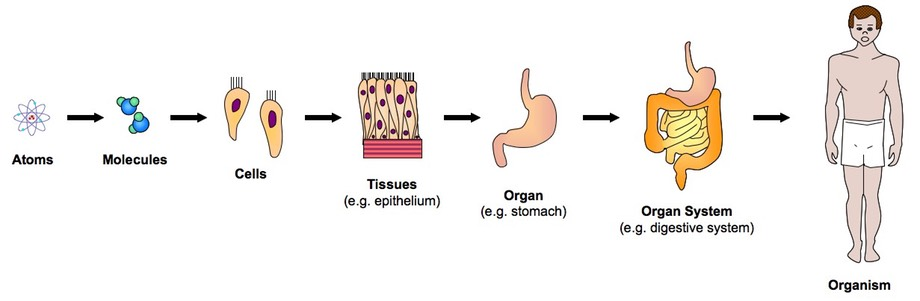 Atoms
Molecules
Cells
Tissues
(e.g. epithelium)
Organ
(e.g. stomach)
Organ System
(e.g. digestive system)
Organism